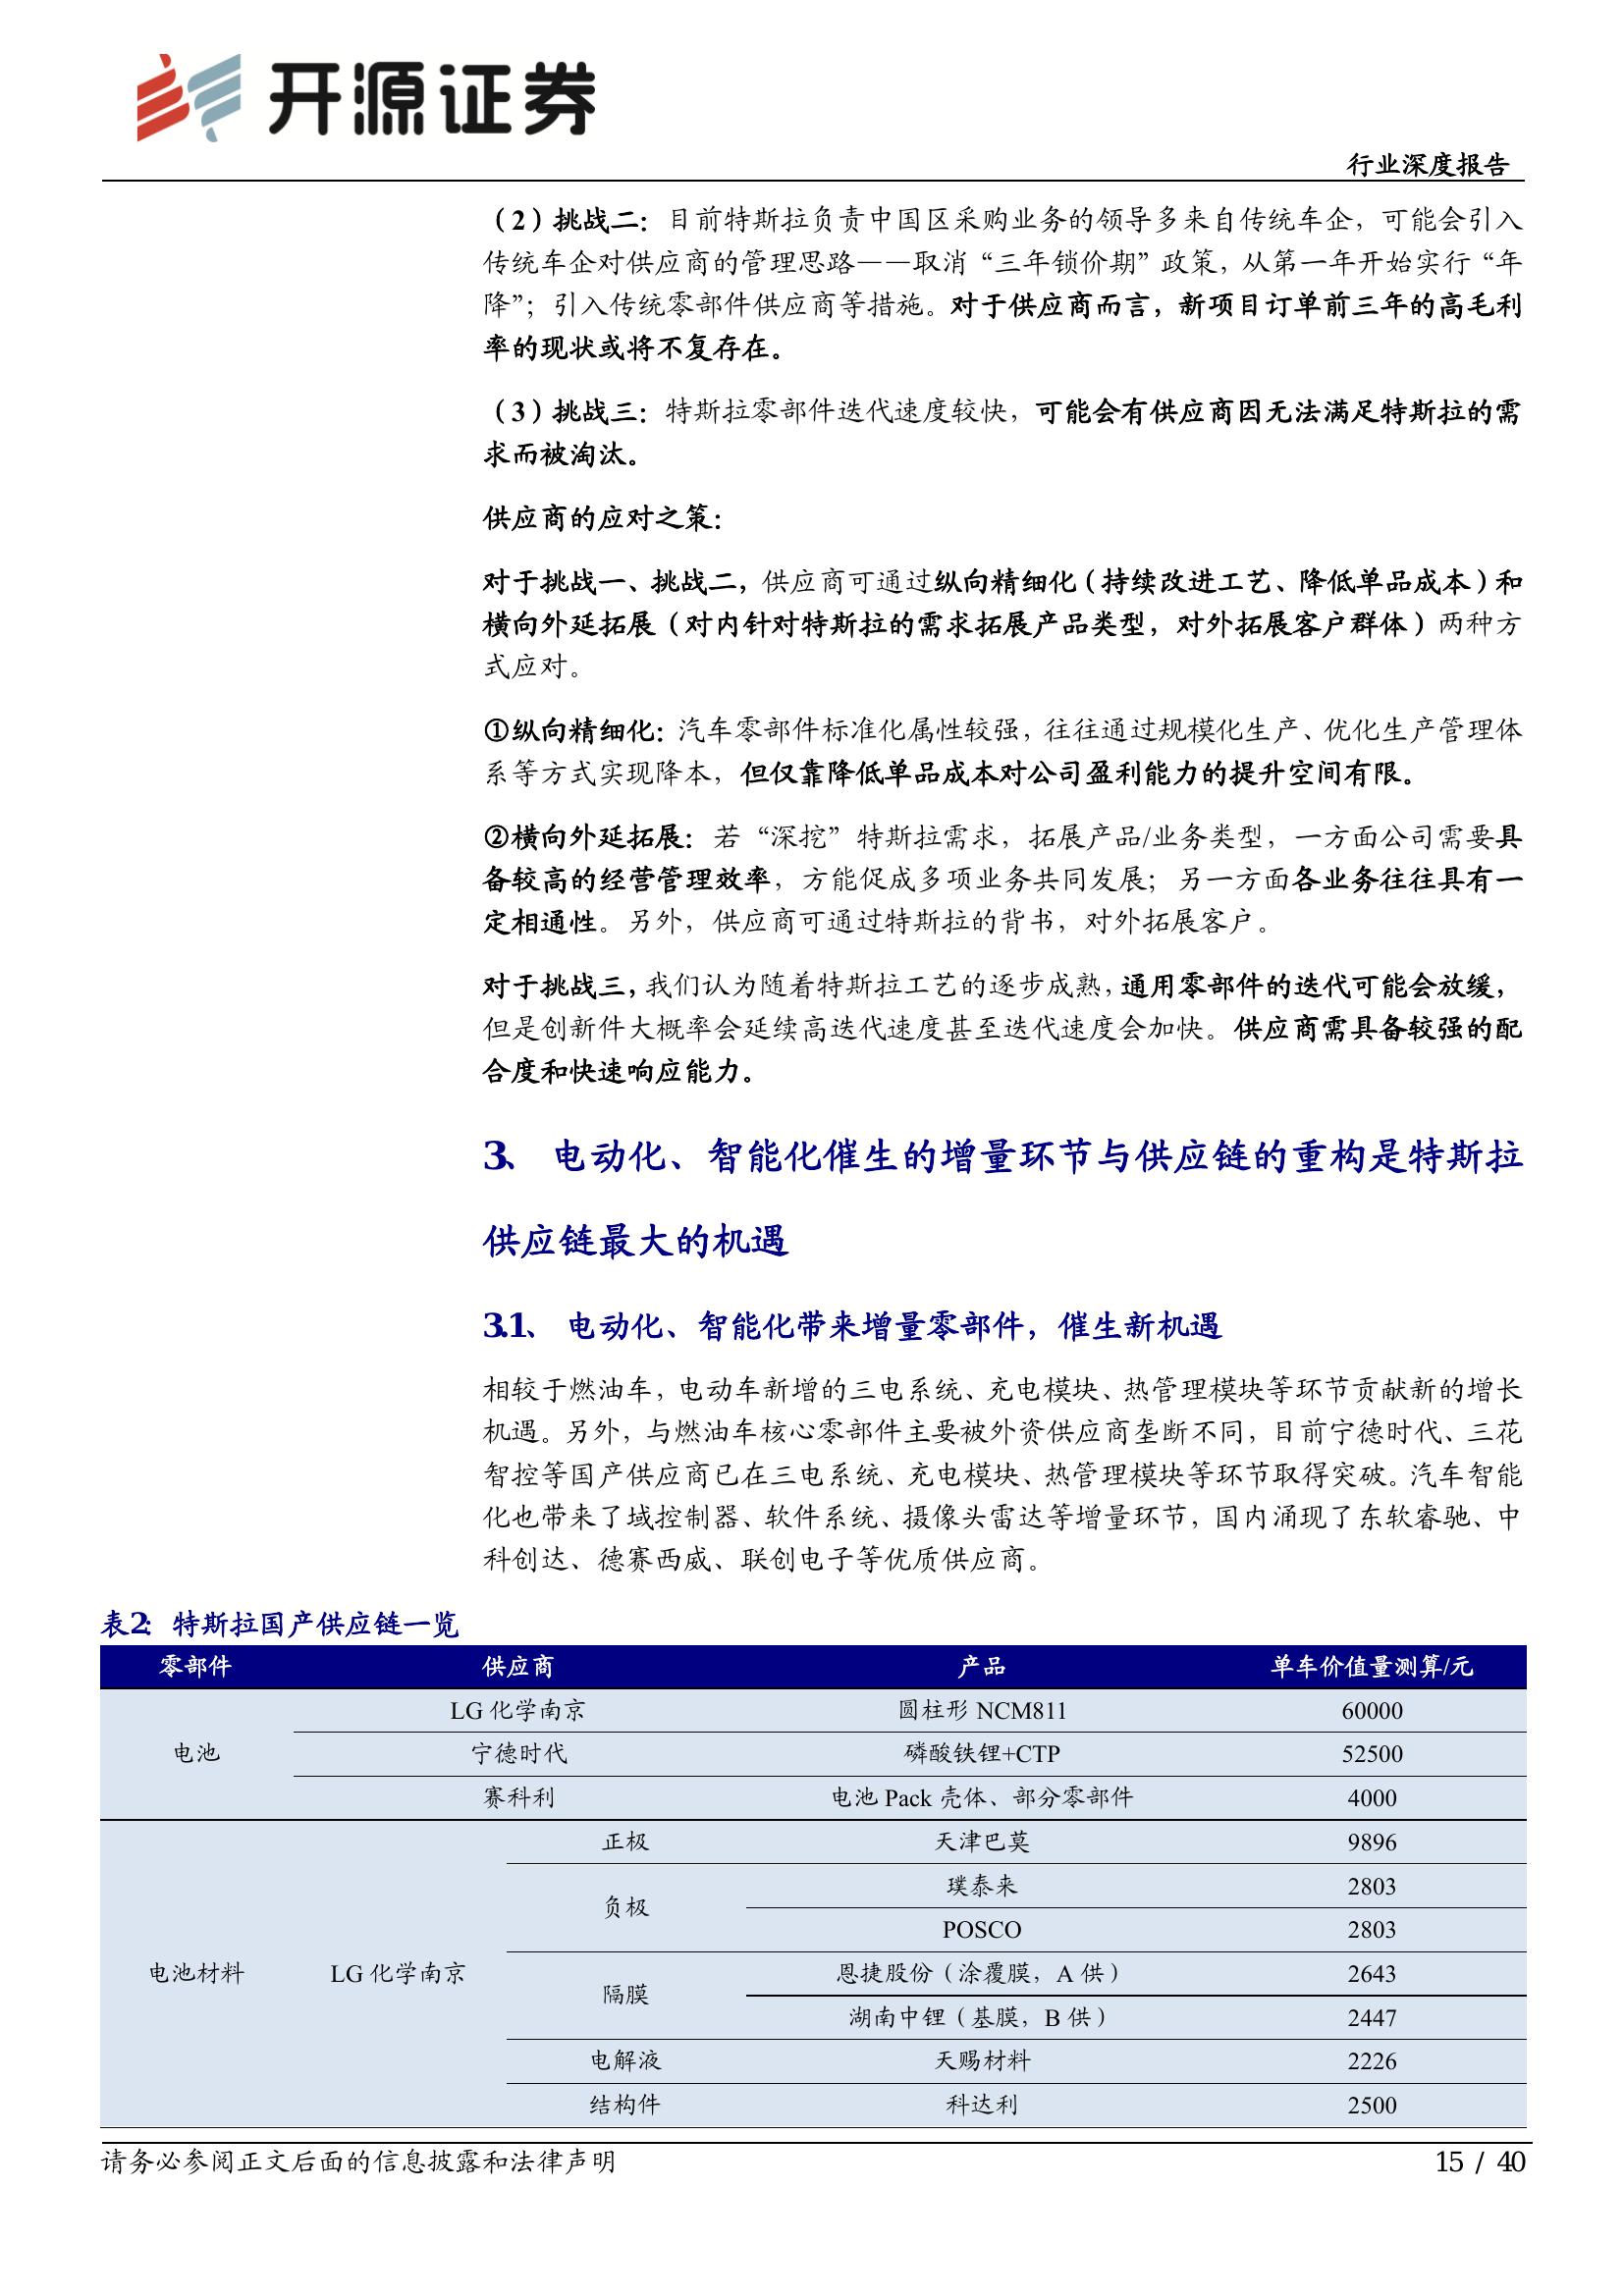 开源证券
行业深度报告
（2）挑战二：目前特斯拉负责中国区采购业务的领导多来自传统车企，可能会引入
传统车企对供应商的管理思路——取消“三年锁价期”政策，从第一年开始实行“年
降”；引入传统零部件供应商等措施。对于供应商而言，新项目订单前三年的高毛利
率的现状或将不复存在。
（3）挑战三：特斯拉零部件迭代速度较快，可能会有供应商因无法满足特斯拉的需
求而被淘汰。
供应商的应对之策：
对于挑战一、挑战二，供应商可通过纵向精细化（持续改进工艺、降低单品成本）和
横向外延拓展（对内针对特斯拉的需求拓展产品类型，对外拓展客户群体）两种方
式应对。
①纵向精细化：汽车零部件标准化属性较强，往往通过规模化生产、优化生产管理体
系等方式实现降本，但仅靠降低单品成本对公司盈利能力的提升空间有限。
②横向外延拓展：若“深挖”特斯拉需求，拓展产品/业务类型，一方面公司需要具
备较高的经营管理效率，方能促成多项业务共同发展；另一方面各业务往往具有一
定相通性。另外，供应商可通过特斯拉的背书，对外拓展客户。
对于挑战三，我们认为随着特斯拉工艺的逐步成熟，通用零部件的迭代可能会放缓，
但是创新件大概率会延续高迭代速度甚至迭代速度会加快。供应商需具备较强的配
合度和快速响应能力。
3、 电动化、智能化催生的增量环节与供应链的重构是特斯拉
供应链最大的机遇
3.1、 电动化、智能化带来增量零部件，催生新机遇
相较于燃油车，电动车新增的三电系统、充电模块、热管理模块等环节贡献新的增长
机遇。另外，与燃油车核心零部件主要被外资供应商垄断不同，目前宁德时代、三花
智控等国产供应商已在三电系统、充电模块、热管理模块等环节取得突破。汽车智能
化也带来了域控制器、软件系统、摄像头雷达等增量环节，国内涌现了东软睿驰、中
科创达、德赛西威、联创电子等优质供应商。
表2：特斯拉国产供应链一览
零部件 供应商 产品 单车价值量测算/元
LG 化学南京 圆柱形 NCM811 60000
电池 宁德时代 磷酸铁锂+CTP 52500
赛科利 电池 Pack 壳体、部分零部件 4000
正极 天津巴莫 9896
负极 璞泰来 2803
POSCO 2803
电池材料 LG 化学南京 隔膜 恩捷股份（涂覆膜，A 供） 2643
湖南中锂（基膜，B 供） 2447
电解液 天赐材料 2226
结构件 科达利 2500
请务必参阅正文后面的信息披露和法律声明 15 / 40